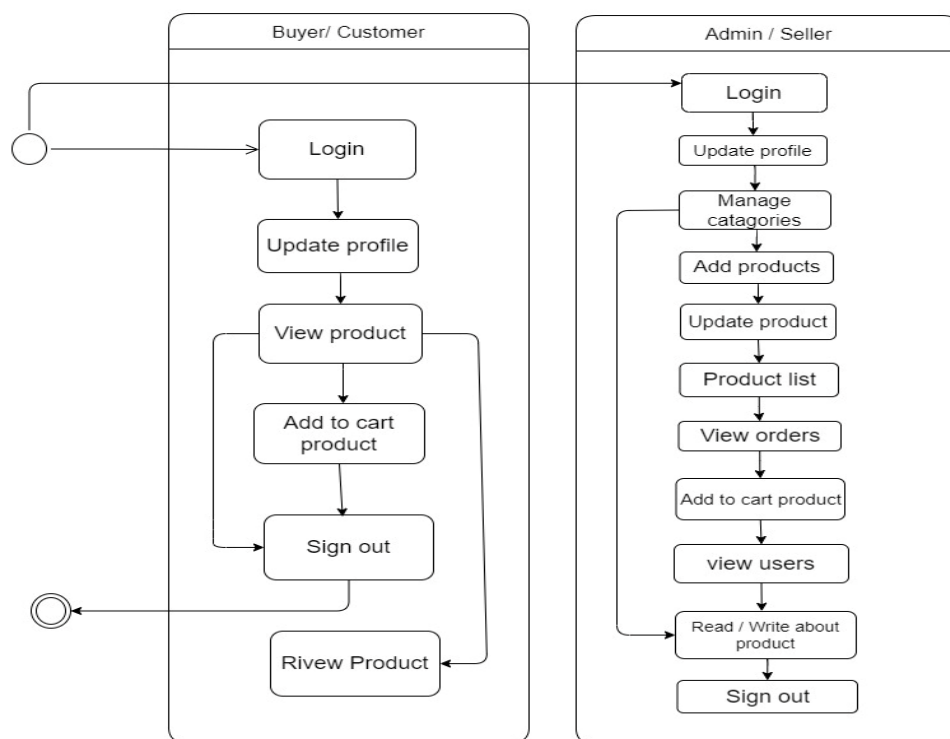 Buyer/ Customer
Login
Update profile
View product
Add to cart
product
Sign out
Rivew Product
Admin / Seller
Login
Update profile
Manage
catagories
Add products
Update product
Product list
View orders
Add to cart product
view users
Read / Write about
product
Sign out